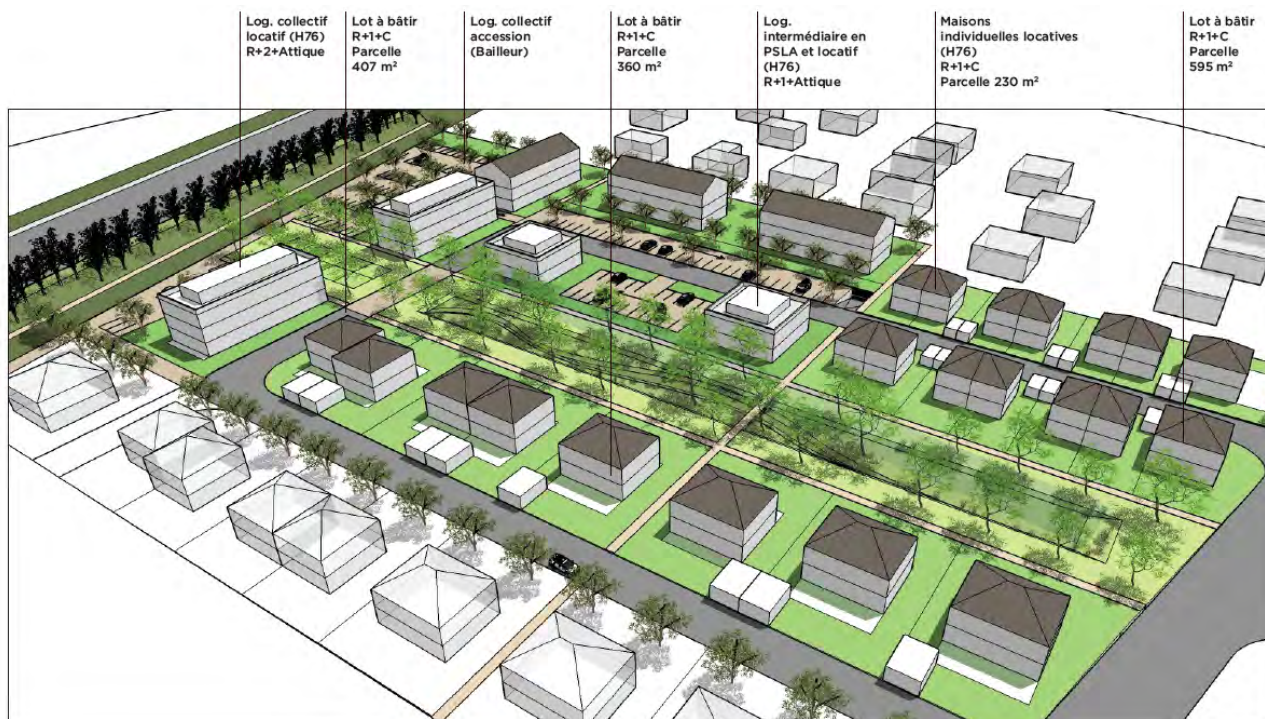 Log. collectif
locatif (H76)
R+2+Attique
Lot à bâtir
R+1+C
Parcelle
407 m²
Log. collectif
accession
(Bailleur)
Lot à bâtir
R+1+C
Parcelle
360 m²
Log.
intermédiaire en
PSLA et locatif
(H76)
R+1+Attique
Maisons
individuelles locatives
(H76)
R+1+C
Parcelle 230 m²
Lot à bâtir
R+1+C
Parcelle
595 m²